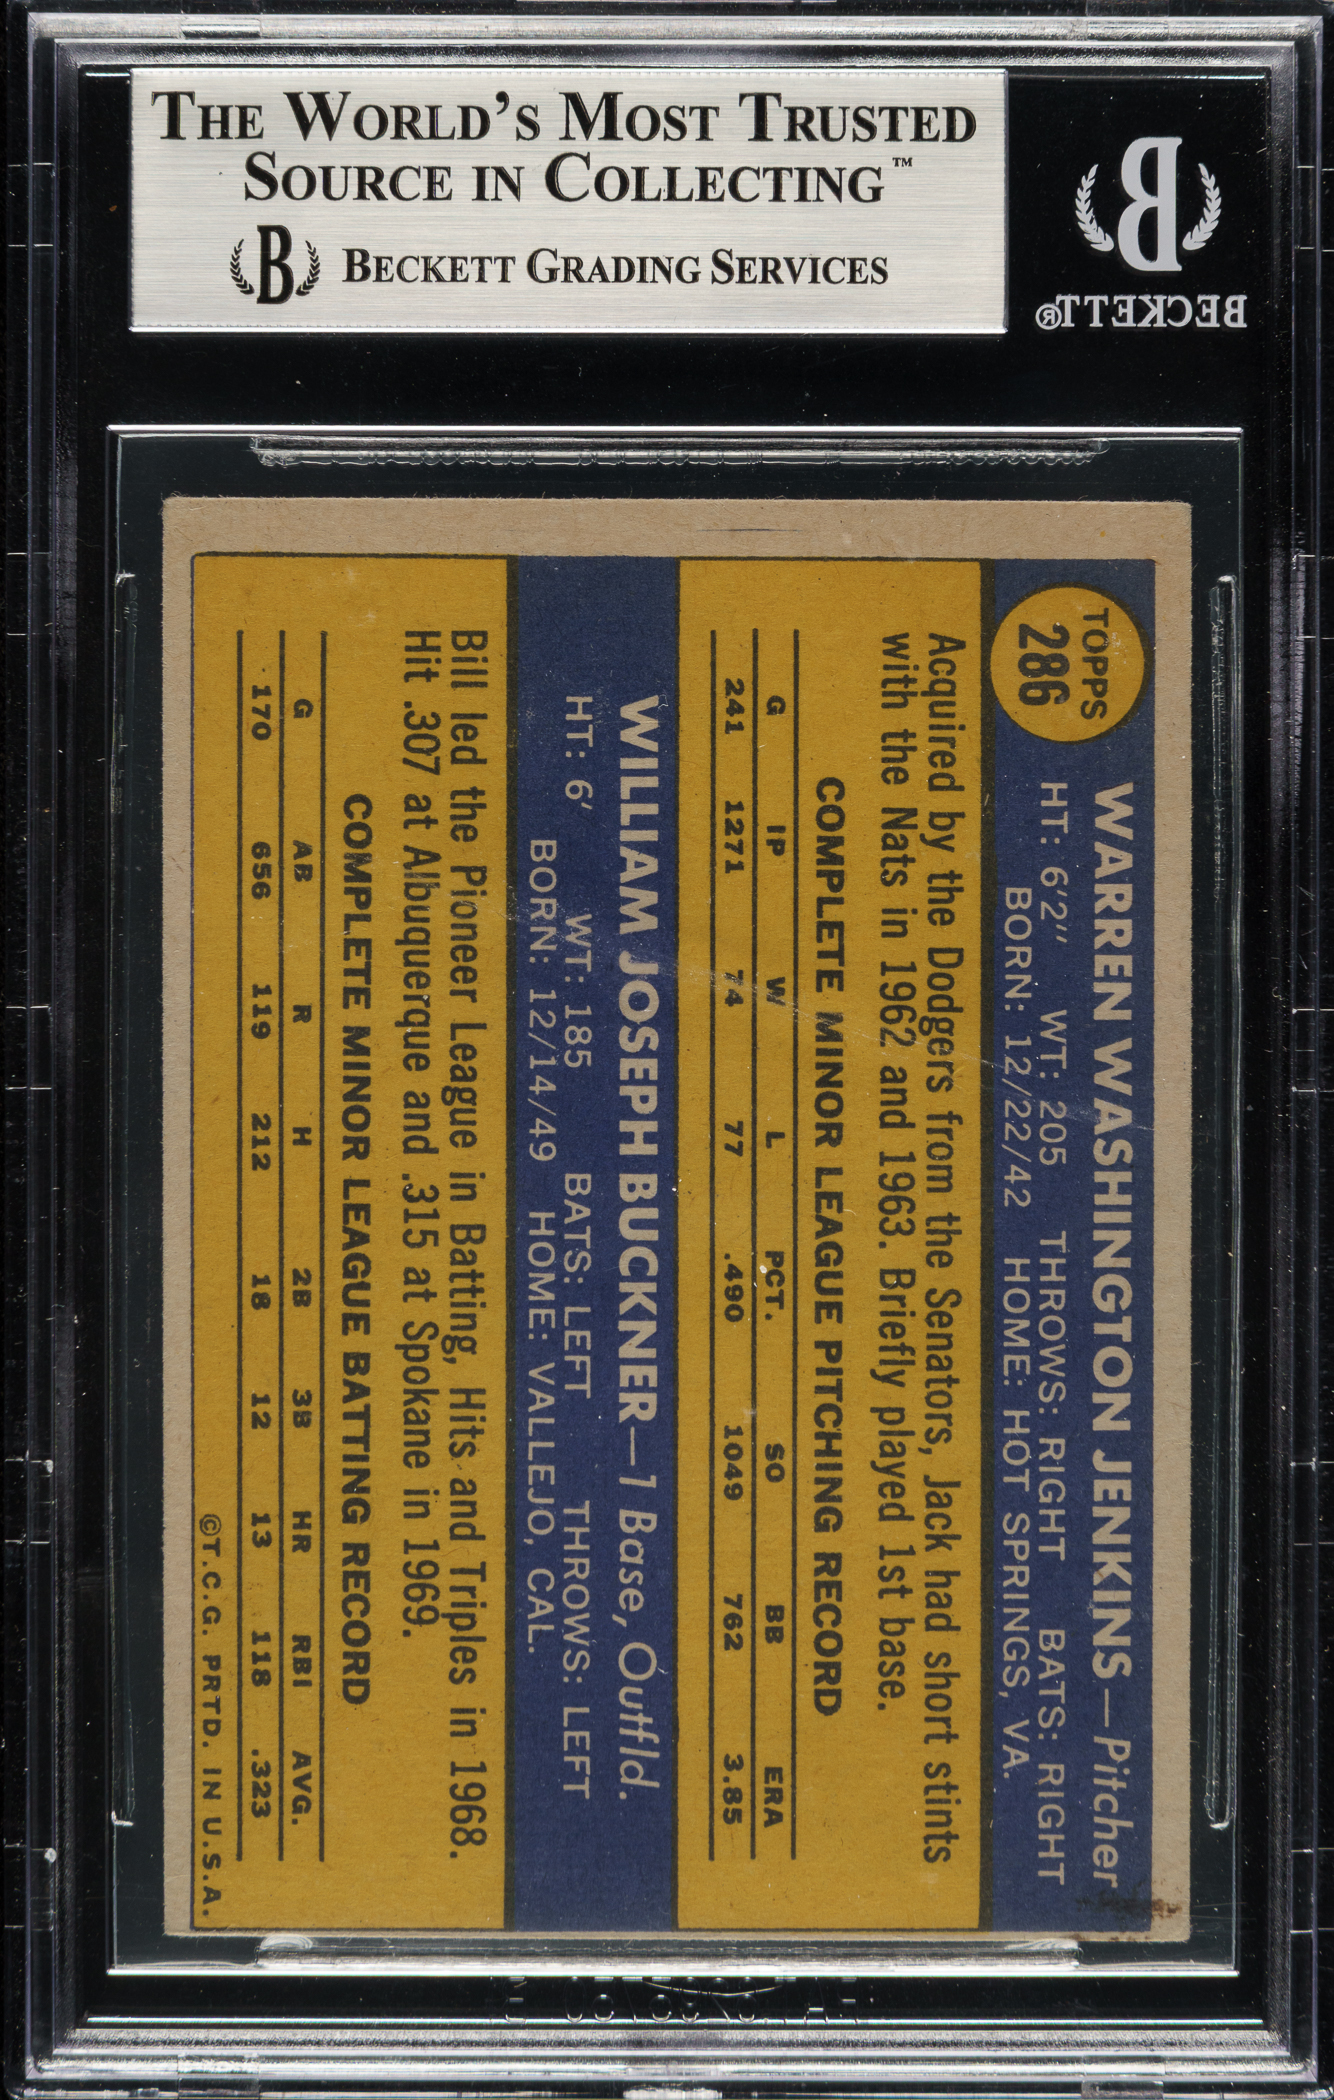 THE WORLD'S MOST TRUSTED
SOURCE IN COLLECTING™
B BECKETT GRADING SERVICES
B
BECKETT®
TOPPS
286
WARREN WASHINGTON JENKINS—Pitcher
HT: 6'2" WT: 205 THROWS: RIGHT BATS: RIGHT
BORN: 12/22/42 HOME: HOT SPRINGS, VA.
Acquired by the Dodgers from the Senators, Jack had short stints
with the Nats in 1962 and 1963. Briefly played 1st base.
COMPLETE MINOR LEAGUE PITCHING RECORD
G IP W L PCT. SO BB ERA
241 1271 74 77 .490 1049 762 3.85
WILLIAM JOSEPH BUCKNER—1 Base, Outfld.
HT: 6' WT: 185 BATS: LEFT THROWS: LEFT
BORN: 12/14/49 HOME: VALLEJO, CAL.
Bill led the Pioneer League in Batting, Hits and Triples in 1968.
Hit .307 at Albuquerque and .315 at Spokane in 1969.
COMPLETE MINOR LEAGUE BATTING RECORD
G AB R H 2B 3B HR RBI AVG.
170 656 119 212 18 12 13 118 .323
©T.C.G. PRTD. IN U.S.A.